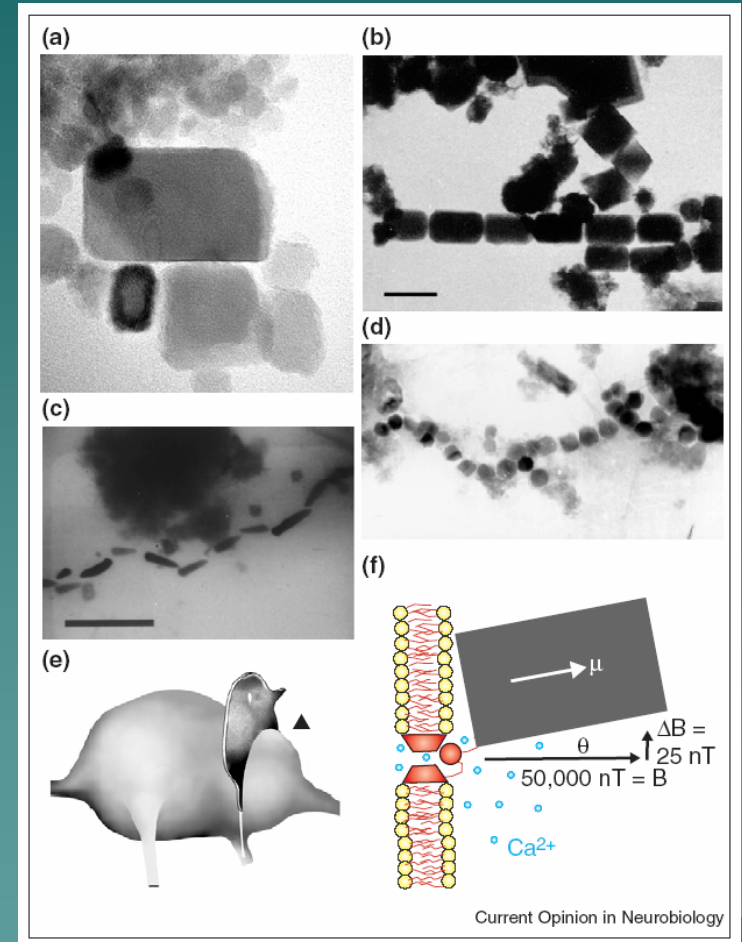 (a)
(b)
(c)
(d)
(e)
(f)
μ
θ
ΔB =
25 nT
50,000 nT = B
Ca2+
Current Opinion in Neurobiology